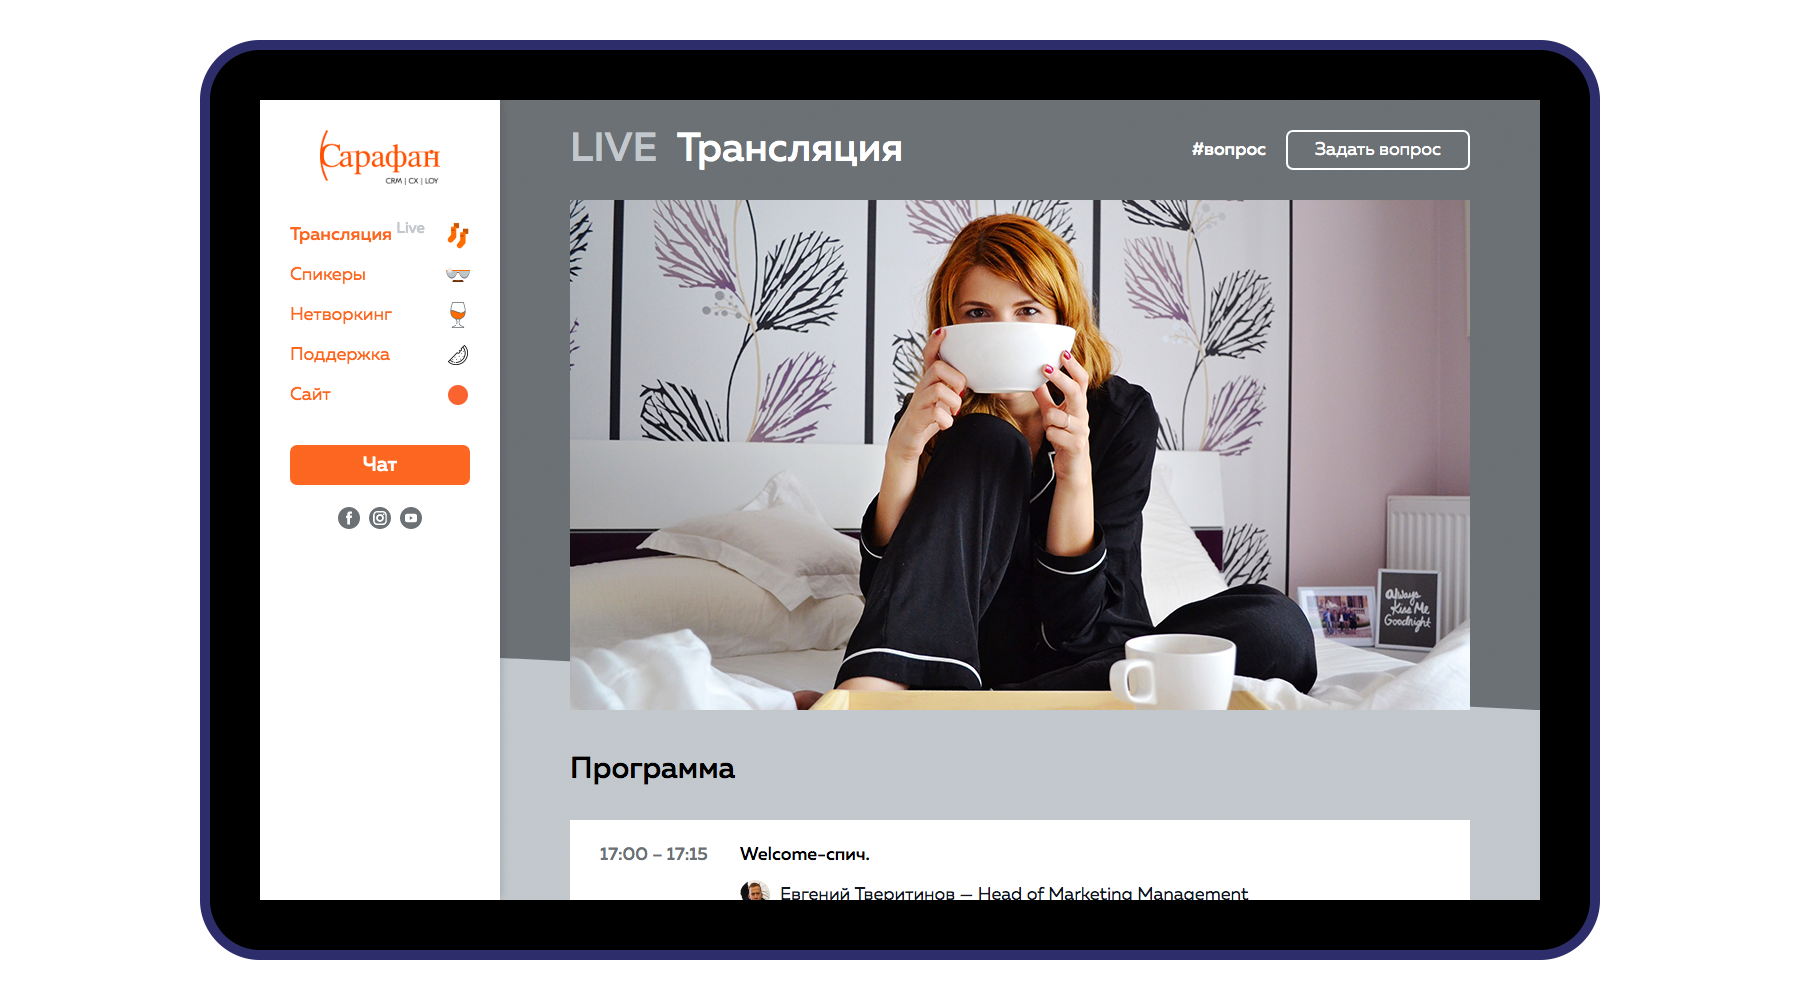 Сарафан
CRM | CX | LOY
Трансляция Live
Спикеры
Нетворкинг
Поддержка
Сайт
Чат
LIVE Трансляция
#вопрос
Задать вопрос
always
Kiss Me
Goodnight
Программа
17:00 – 17:15
Welcome-спич.
Евгений Тверитинов — Head of Marketing Management